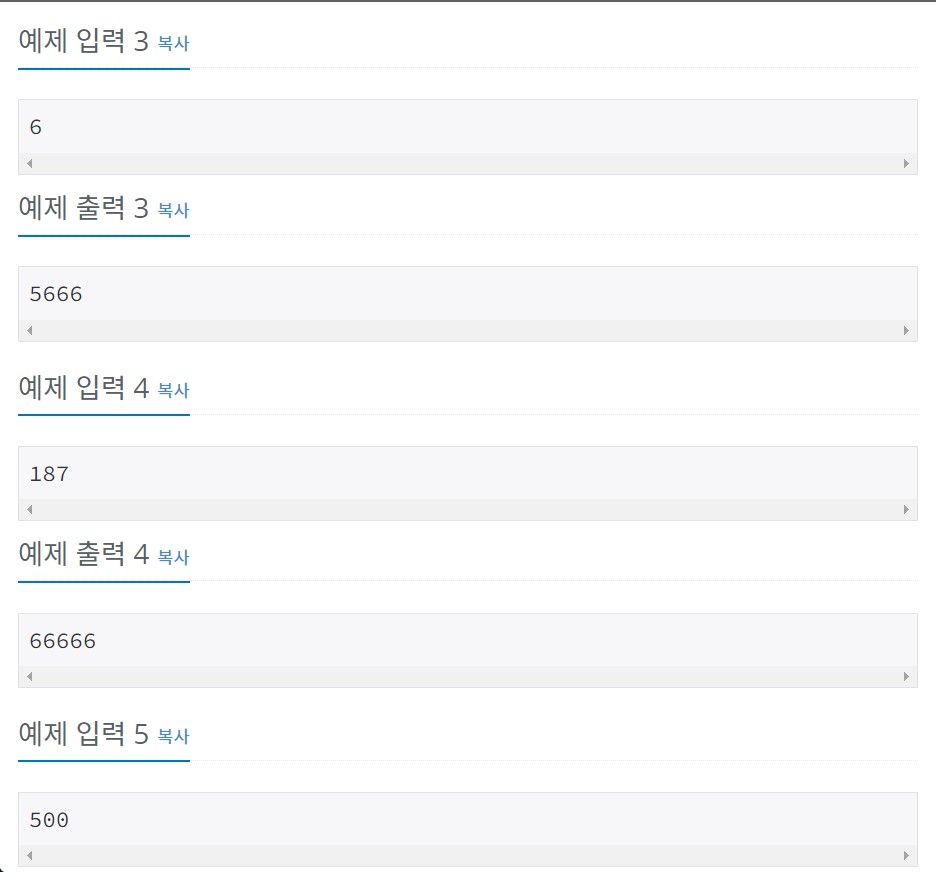 예제 입력 3 복사
6
예제 출력 3 복사
5666
예제 입력 4 복사
187
예제 출력 4 복사
66666
예제 입력 5 복사
500